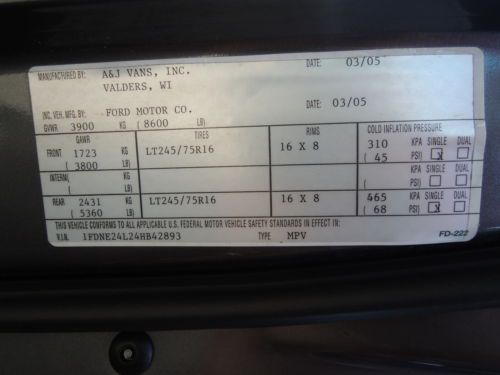 MANUFACTURED BY: A&J VANS, INC. DATE: 03/05
VALDERS, WI
INC. VEH. MFG. BY: FORD MOTOR CO. DATE: 03/05
GVWR 3900 KG ( 8600 LB)
GAWR TIRES RIMS COLD INFLATION PRESSURE
FRONT 1723 KG LT245/75R16 16 X 8 310 KPA SINGLE DUAL
( 3800 LB) ( 45 PSI) X
INTERM. KG KPA SINGLE DUAL
( LB) ( PSI)
REAR 2431 KG LT245/75R16 16 X 8 465 KPA SINGLE DUAL
( 5360 LB) ( 68 PSI) X
THIS VEHICLE CONFORMS TO ALL APPLICABLE U.S. FEDERAL MOTOR VEHICLE SAFETY STANDARDS IN EFFECT IN:
V.I.N. 1FDNE24L24HB42893 TYPE MPV
FD-222